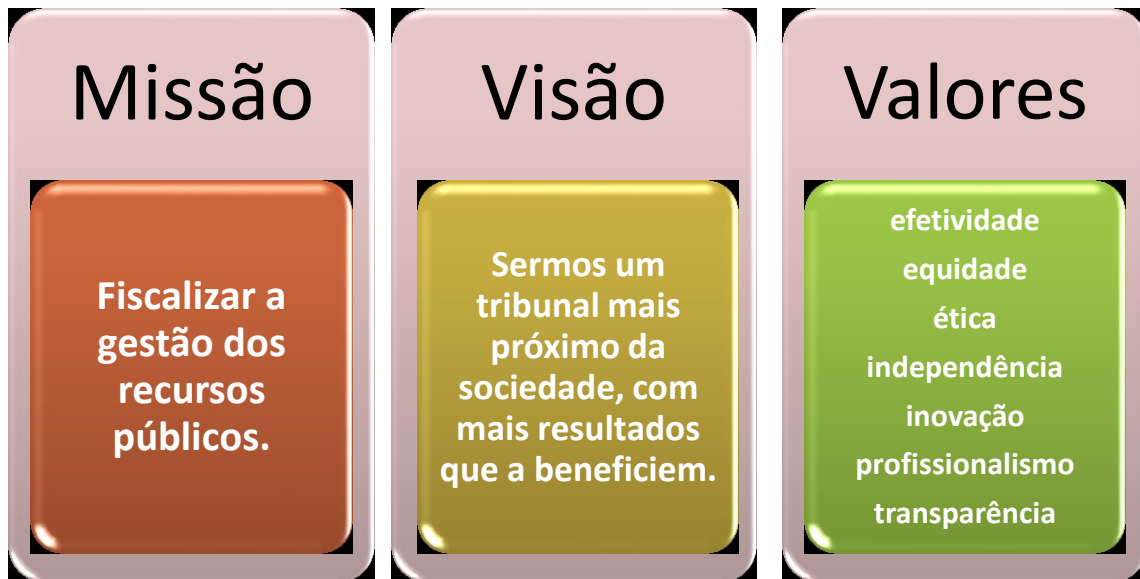 Missão
Fiscalizar a
gestão dos
recursos
públicos.
Visão
Sermos um
tribunal mais
próximo da
sociedade, com
mais resultados
que a beneficiem.
Valores
efetividade
equidade
ética
independência
inovação
profissionalismo
transparência